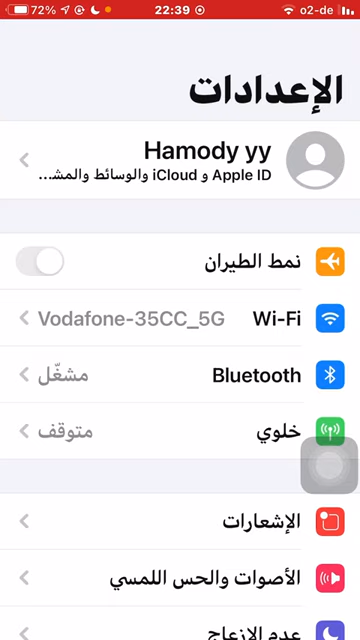 72% 22:39 o2-de
الإعدادات
Hamody yy
Apple ID و iCloud والوسائط والمش...
نمط الطيران
Wi-Fi Vodafone-35CC_5G
Bluetooth مشغّل
خلوي متوقف
الإشعارات
الأصوات والحس اللمسي
عدم الإزعاج